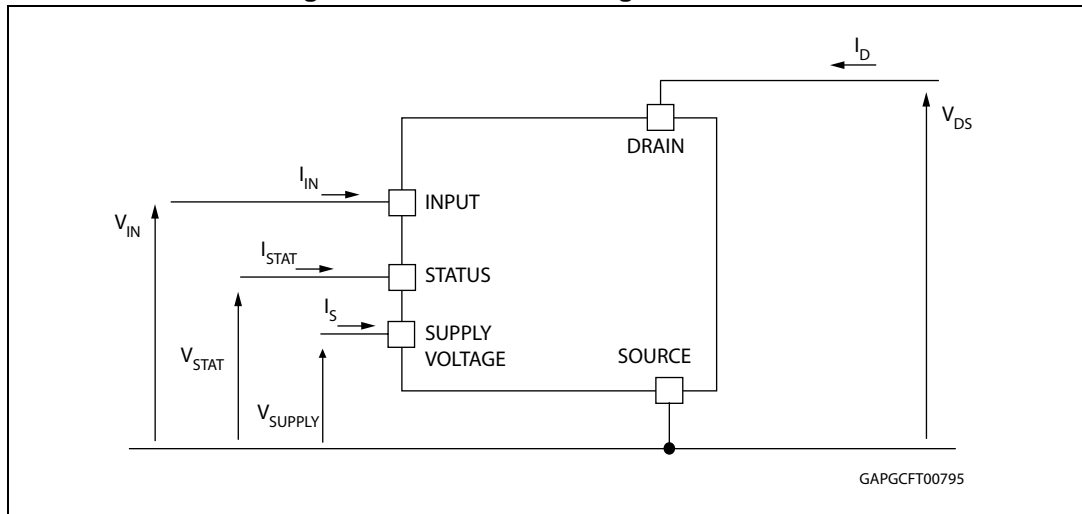 I_D
V_DS
DRAIN
I_IN
INPUT
V_IN
I_STAT
STATUS
I_S
SUPPLY
VOLTAGE
SOURCE
V_STAT
V_SUPPLY
GAPGCFT00795